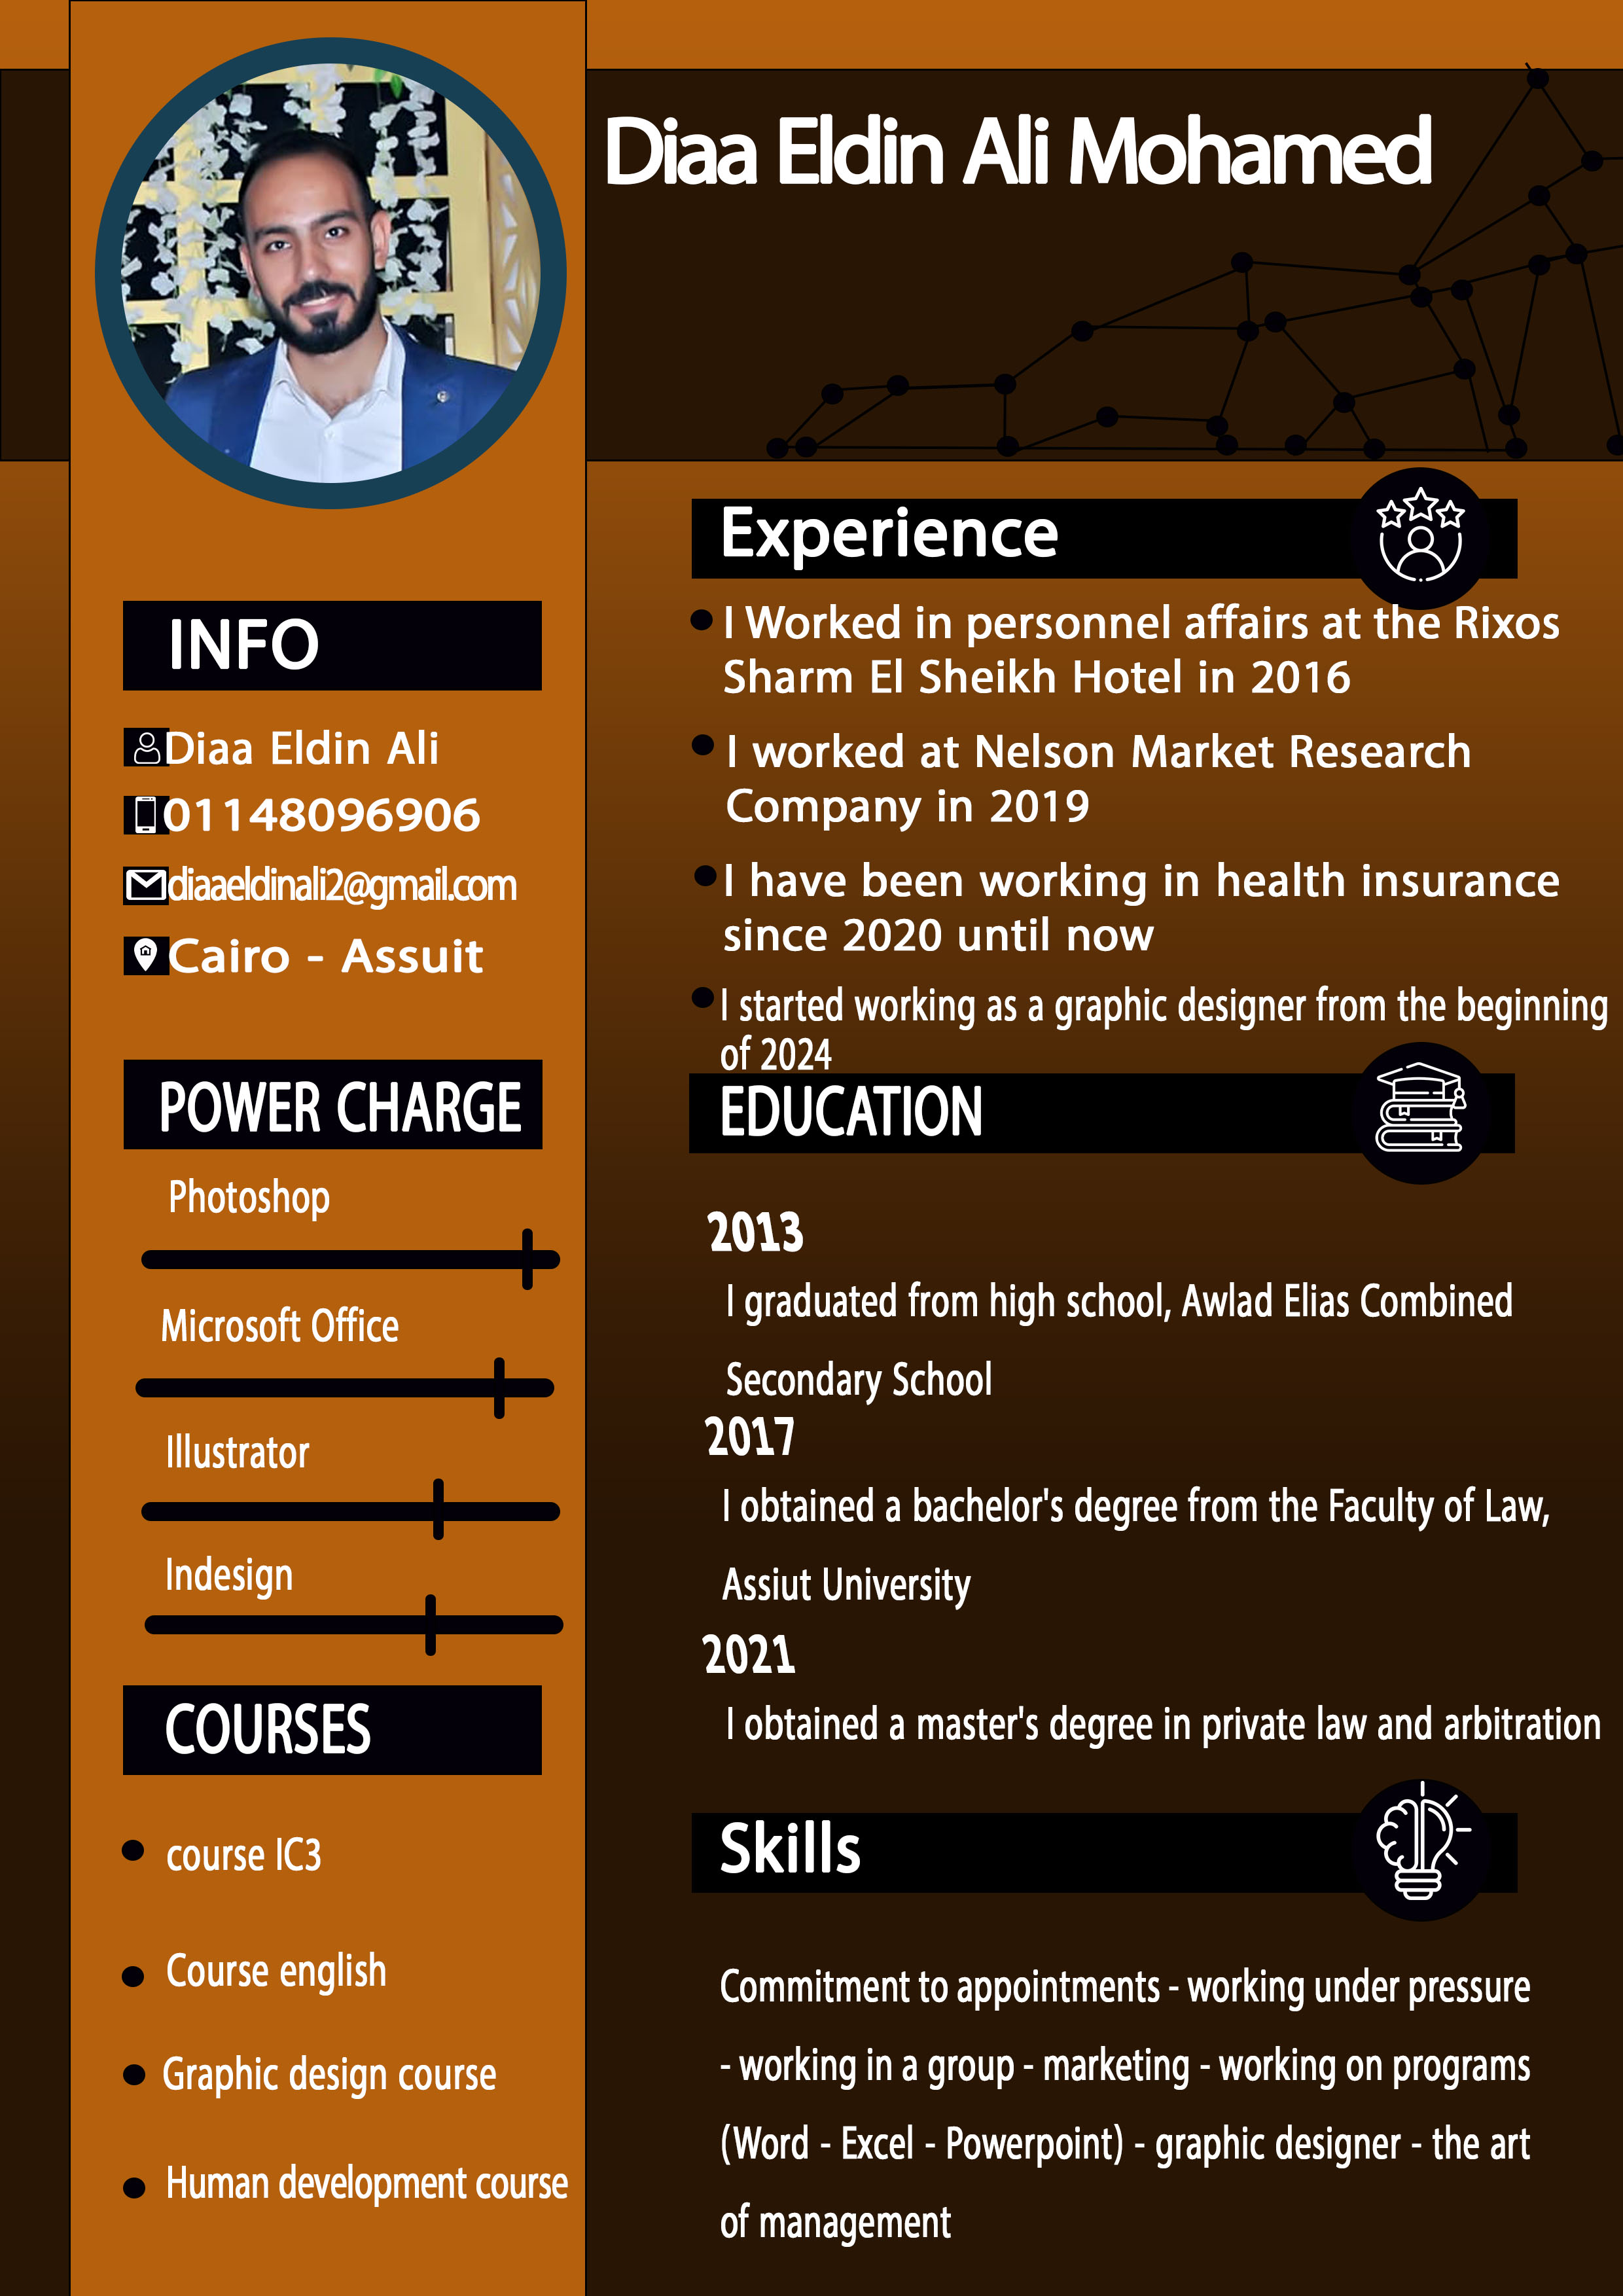 Diaa Eldin Ali Mohamed
INFO
Diaa Eldin Ali
01148096906
diaaeldinali2@gmail.com
Cairo - Assuit
POWER CHARGE
Photoshop
Microsoft Office
Illustrator
Indesign
COURSES
course IC3
Course english
Graphic design course
Human development course
Experience
I Worked in personnel affairs at the Rixos
Sharm El Sheikh Hotel in 2016
I worked at Nelson Market Research
Company in 2019
I have been working in health insurance
since 2020 until now
I started working as a graphic designer from the beginning
of 2024
EDUCATION
2013
I graduated from high school, Awlad Elias Combined
Secondary School
2017
I obtained a bachelor's degree from the Faculty of Law,
Assiut University
2021
I obtained a master's degree in private law and arbitration
Skills
Commitment to appointments - working under pressure
- working in a group - marketing - working on programs
(Word - Excel - Powerpoint) - graphic designer - the art
of management